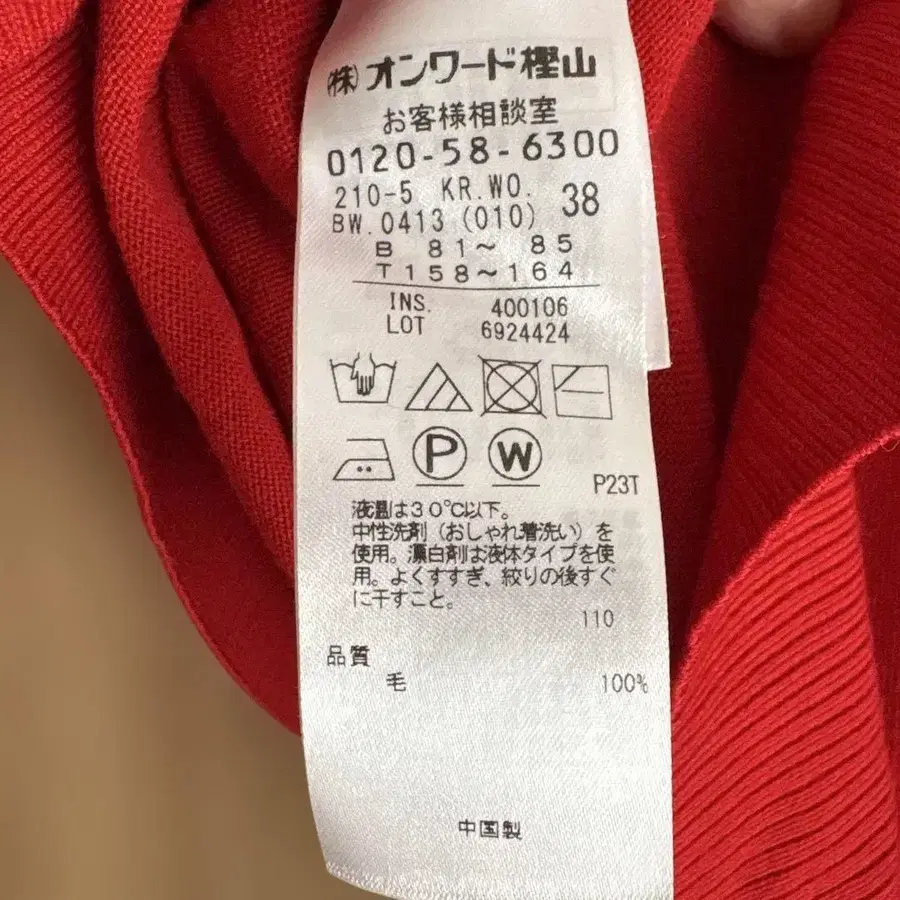 (株)オンワード樫山
お客様相談室
0120-58-6300
210-5 KR.WO. 38
BW.0413(010)
B 81~ 85
T158~164
INS. 400106
LOT 6924424
P W
P23T
液温は30℃以下。
中性洗剤(おしゃれ着洗い)を
使用。漂白剤は液体タイプを使
用。よくすすぎ、絞りの後すぐ
に干すこと。
110
品質
毛 100%
中国製